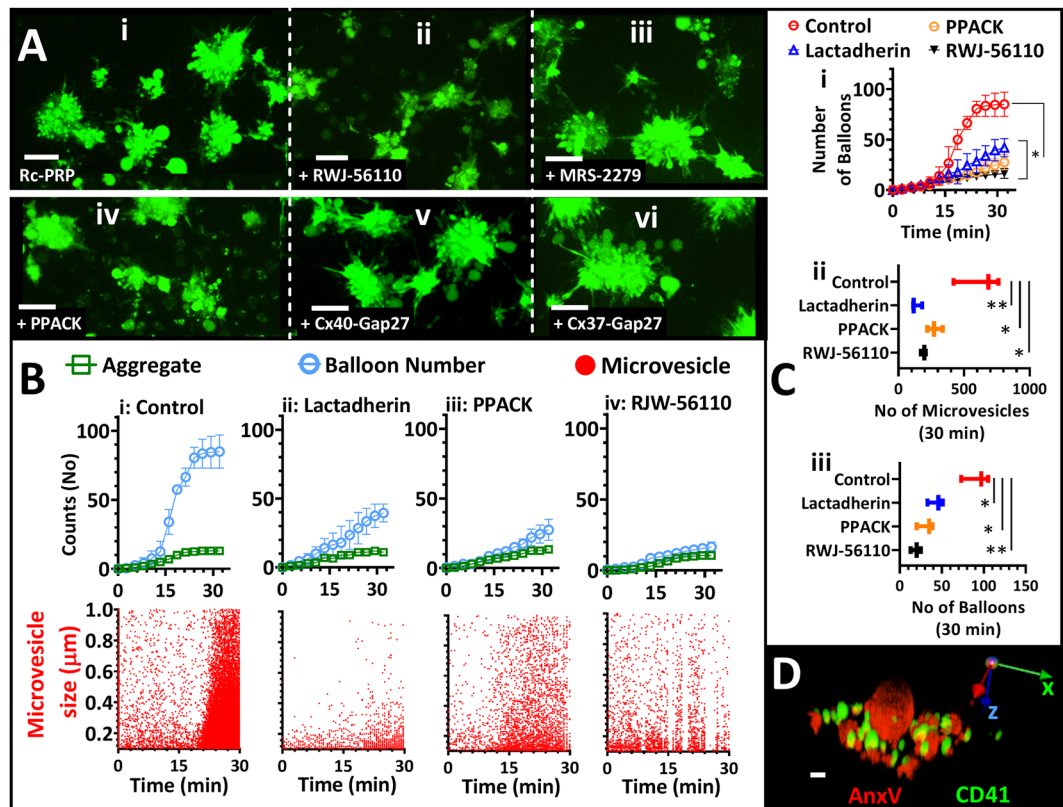 A
i
ii
iii
Rc-PRP
+ RWJ-56110
+ MRS-2279
iv
v
vi
+ PPACK
+ Cx40-Gap27
+ Cx37-Gap27
B
Aggregate
Balloon Number
Microvesicle
i: Control
ii: Lactadherin
iii: PPACK
iv: RJW-56110
Counts (No)
100
50
0
0 15 30
100
50
0
0 15 30
100
50
0
0 15 30
100
50
0
0 15 30
Microvesicle
size (μm)
1.0
0.8
0.6
0.4
0.2
0 15 30
Time (min)
0 15 30
Time (min)
0 15 30
Time (min)
0 15 30
Time (min)
C
Control
PPACK
Lactadherin
RWJ-56110
i
Number
of Balloons
100
50
0
0 10 20 30
*
Time (min)
ii
Control
Lactadherin
PPACK
RWJ-56110
**
*
*
0 500 1000
No of Microvesicles
(30 min)
iii
Control
Lactadherin
PPACK
RWJ-56110
*
*
**
0 50 100 150
No of Balloons
(30 min)
D
x
z
AnxV
CD41